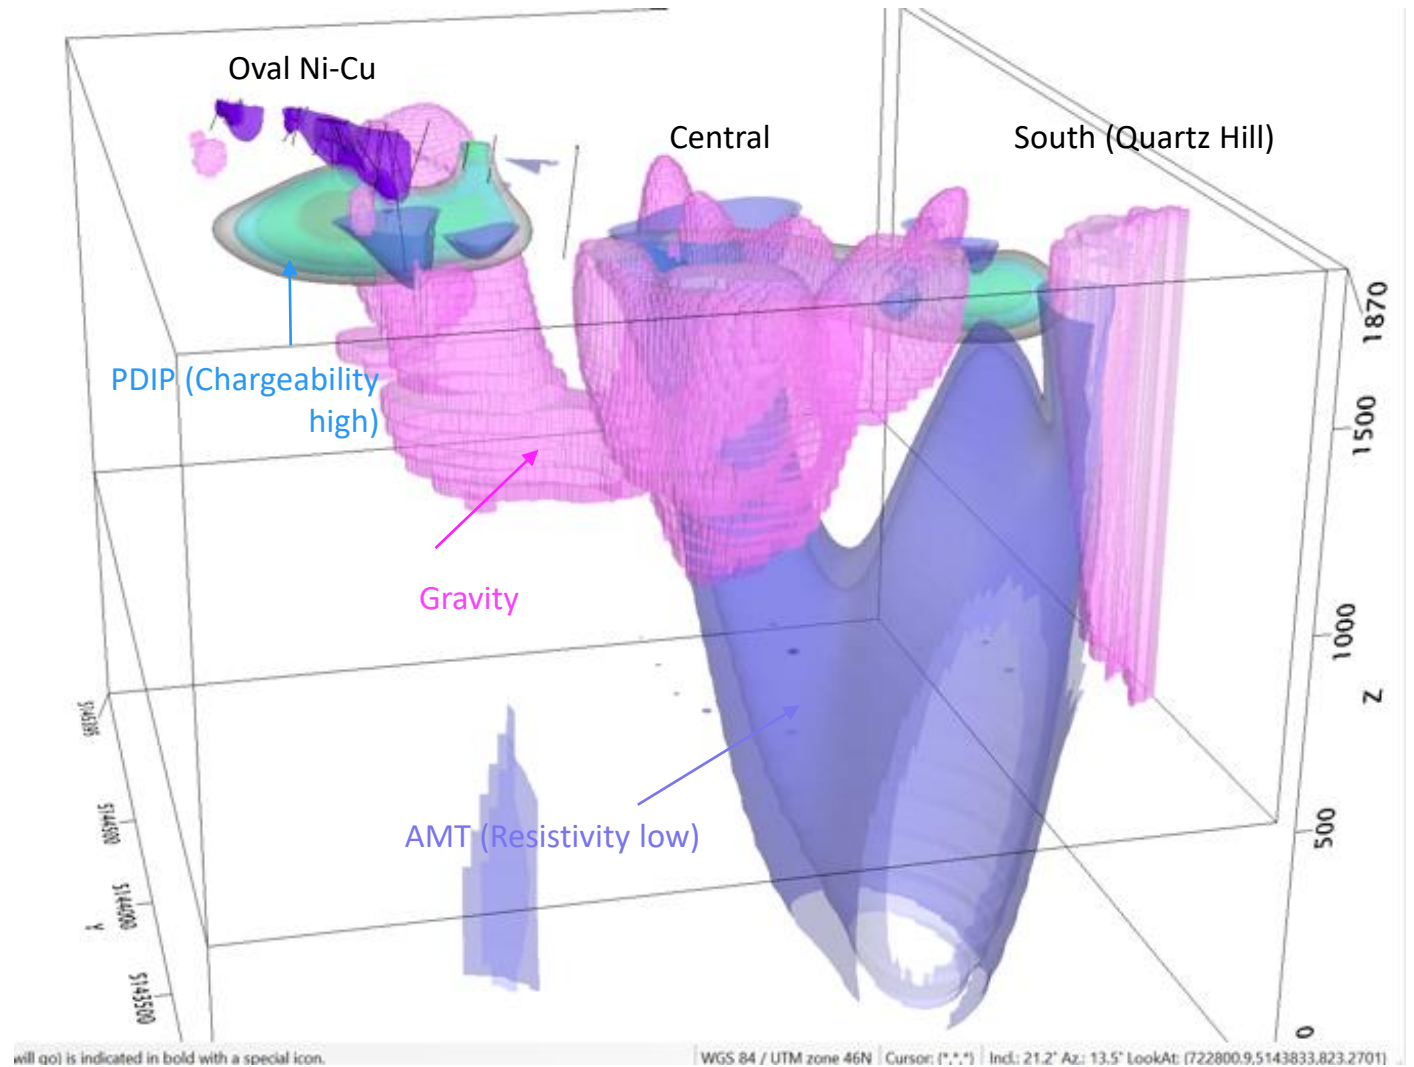 Oval Ni-Cu
Central
South (Quartz Hill)
PDIP (Chargeability
high)
Gravity
AMT (Resistivity low)
1870
1500
1000
Z
500
0
5144500
5144000
Y
5143500
will go) is indicated in bold with a special icon.
WGS 84 / UTM zone 46N
Cursor: (*,*,*)
Incl.: 21.2° Az.: 13.5° LookAt: (722800.9,5143833,823.2701)